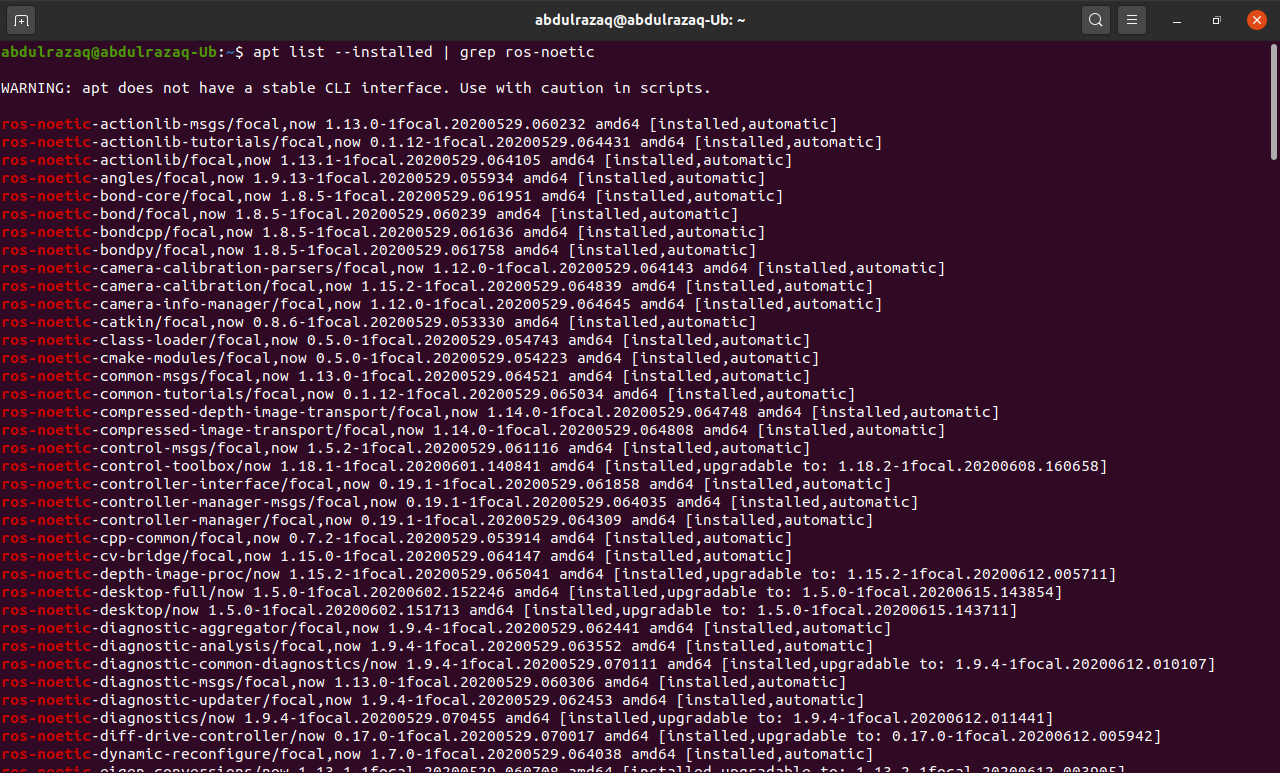 abdulrazaq@abdulrazaq-Ub: ~
abdulrazaq@abdulrazaq-Ub:~$ apt list --installed | grep ros-noetic
WARNING: apt does not have a stable CLI interface. Use with caution in scripts.
ros-noetic-actionlib-msgs/focal,now 1.13.0-1focal.20200529.060232 amd64 [installed,automatic]
ros-noetic-actionlib-tutorials/focal,now 0.1.12-1focal.20200529.064431 amd64 [installed,automatic]
ros-noetic-actionlib/focal,now 1.13.1-1focal.20200529.064105 amd64 [installed,automatic]
ros-noetic-angles/focal,now 1.9.13-1focal.20200529.055934 amd64 [installed,automatic]
ros-noetic-bond-core/focal,now 1.8.5-1focal.20200529.061951 amd64 [installed,automatic]
ros-noetic-bond/focal,now 1.8.5-1focal.20200529.060239 amd64 [installed,automatic]
ros-noetic-bondcpp/focal,now 1.8.5-1focal.20200529.061636 amd64 [installed,automatic]
ros-noetic-bondpy/focal,now 1.8.5-1focal.20200529.061758 amd64 [installed,automatic]
ros-noetic-camera-calibration-parsers/focal,now 1.12.0-1focal.20200529.064143 amd64 [installed,automatic]
ros-noetic-camera-calibration/focal,now 1.15.2-1focal.20200529.064839 amd64 [installed,automatic]
ros-noetic-camera-info-manager/focal,now 1.12.0-1focal.20200529.064645 amd64 [installed,automatic]
ros-noetic-catkin/focal,now 0.8.6-1focal.20200529.053330 amd64 [installed,automatic]
ros-noetic-class-loader/focal,now 0.5.0-1focal.20200529.054743 amd64 [installed,automatic]
ros-noetic-cmake-modules/focal,now 0.5.0-1focal.20200529.054223 amd64 [installed,automatic]
ros-noetic-common-msgs/focal,now 1.13.0-1focal.20200529.064521 amd64 [installed,automatic]
ros-noetic-common-tutorials/focal,now 0.1.12-1focal.20200529.065034 amd64 [installed,automatic]
ros-noetic-compressed-depth-image-transport/focal,now 1.14.0-1focal.20200529.064748 amd64 [installed,automatic]
ros-noetic-compressed-image-transport/focal,now 1.14.0-1focal.20200529.064808 amd64 [installed,automatic]
ros-noetic-control-msgs/focal,now 1.5.2-1focal.20200529.061116 amd64 [installed,automatic]
ros-noetic-control-toolbox/now 1.18.1-1focal.20200601.140841 amd64 [installed,upgradable to: 1.18.2-1focal.20200608.160658]
ros-noetic-controller-interface/focal,now 0.19.1-1focal.20200529.061858 amd64 [installed,automatic]
ros-noetic-controller-manager-msgs/focal,now 0.19.1-1focal.20200529.064035 amd64 [installed,automatic]
ros-noetic-controller-manager/focal,now 0.19.1-1focal.20200529.064309 amd64 [installed,automatic]
ros-noetic-cpp-common/focal,now 0.7.2-1focal.20200529.053914 amd64 [installed,automatic]
ros-noetic-cv-bridge/focal,now 1.15.0-1focal.20200529.064147 amd64 [installed,automatic]
ros-noetic-depth-image-proc/now 1.15.2-1focal.20200529.065041 amd64 [installed,upgradable to: 1.15.2-1focal.20200612.005711]
ros-noetic-desktop-full/now 1.5.0-1focal.20200602.152246 amd64 [installed,upgradable to: 1.5.0-1focal.20200615.143854]
ros-noetic-desktop/now 1.5.0-1focal.20200602.151713 amd64 [installed,upgradable to: 1.5.0-1focal.20200615.143711]
ros-noetic-diagnostic-aggregator/focal,now 1.9.4-1focal.20200529.062441 amd64 [installed,automatic]
ros-noetic-diagnostic-analysis/focal,now 1.9.4-1focal.20200529.063552 amd64 [installed,automatic]
ros-noetic-diagnostic-common-diagnostics/now 1.9.4-1focal.20200529.070111 amd64 [installed,upgradable to: 1.9.4-1focal.20200612.010107]
ros-noetic-diagnostic-msgs/focal,now 1.13.0-1focal.20200529.060306 amd64 [installed,automatic]
ros-noetic-diagnostic-updater/focal,now 1.9.4-1focal.20200529.062453 amd64 [installed,automatic]
ros-noetic-diagnostics/now 1.9.4-1focal.20200529.070455 amd64 [installed,upgradable to: 1.9.4-1focal.20200612.011441]
ros-noetic-diff-drive-controller/now 0.17.0-1focal.20200529.070017 amd64 [installed,upgradable to: 0.17.0-1focal.20200612.005942]
ros-noetic-dynamic-reconfigure/focal,now 1.7.0-1focal.20200529.064038 amd64 [installed,automatic]
ros-noetic-eigen-conversions/now 1.13.1-1focal.20200529.060708 amd64 [installed,upgradable to: 1.13.2-1focal.20200612.003905]